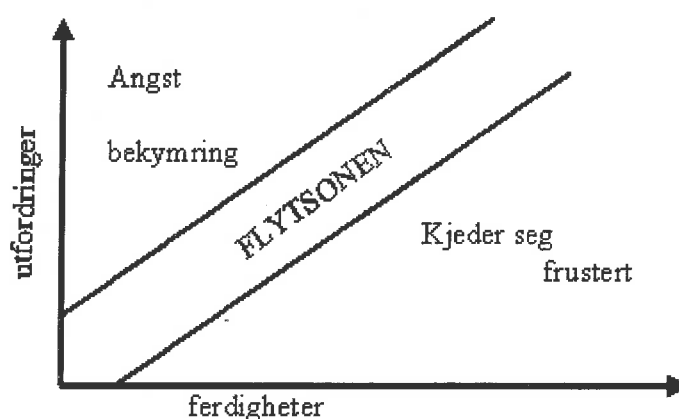 Angst
bekymring
utfordringer
FLYTSONEN
Kjeder seg
frustert
ferdigheter